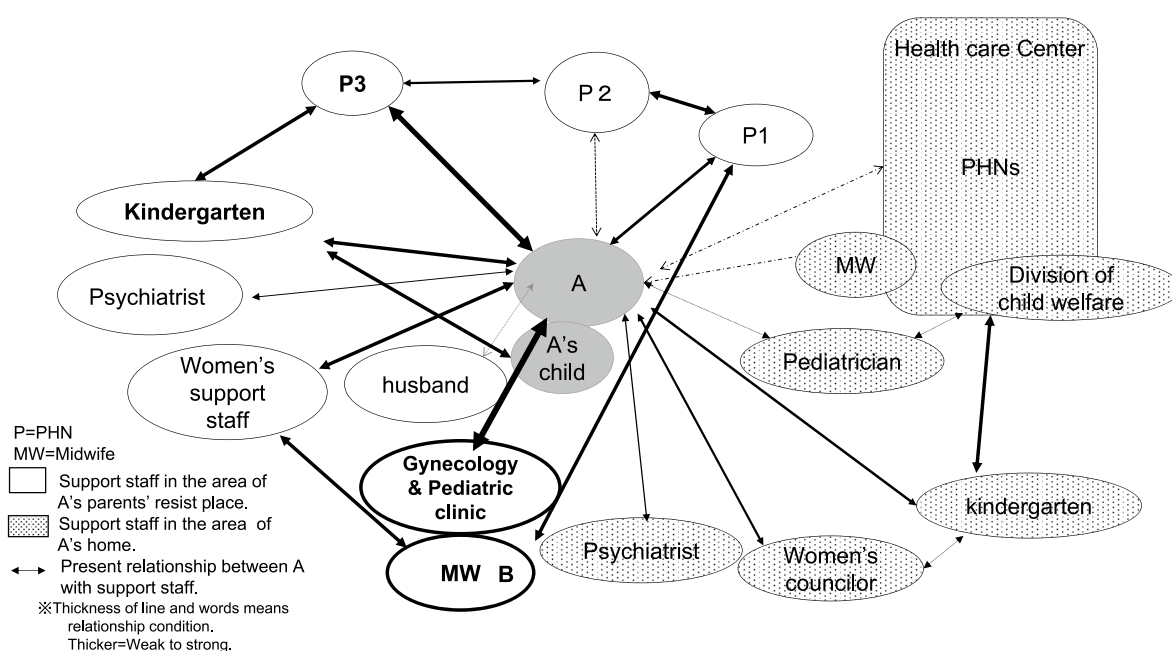 Health care Center
P3
P 2
P1
PHNs
Kindergarten
MW
A
Division of
child welfare
Psychiatrist
A's
child
Pediatrician
Women's
support
staff
husband
P=PHN
MW=Midwife
Gynecology
& Pediatric
clinic
Support staff in the area of
A's parents' resist place.
kindergarten
Support staff in the area of
A's home.
Psychiatrist
Women's
councilor
MW B
Present relationship between A
with support staff.
※Thickness of line and words means
relationship condition.
Thicker=Weak to strong.